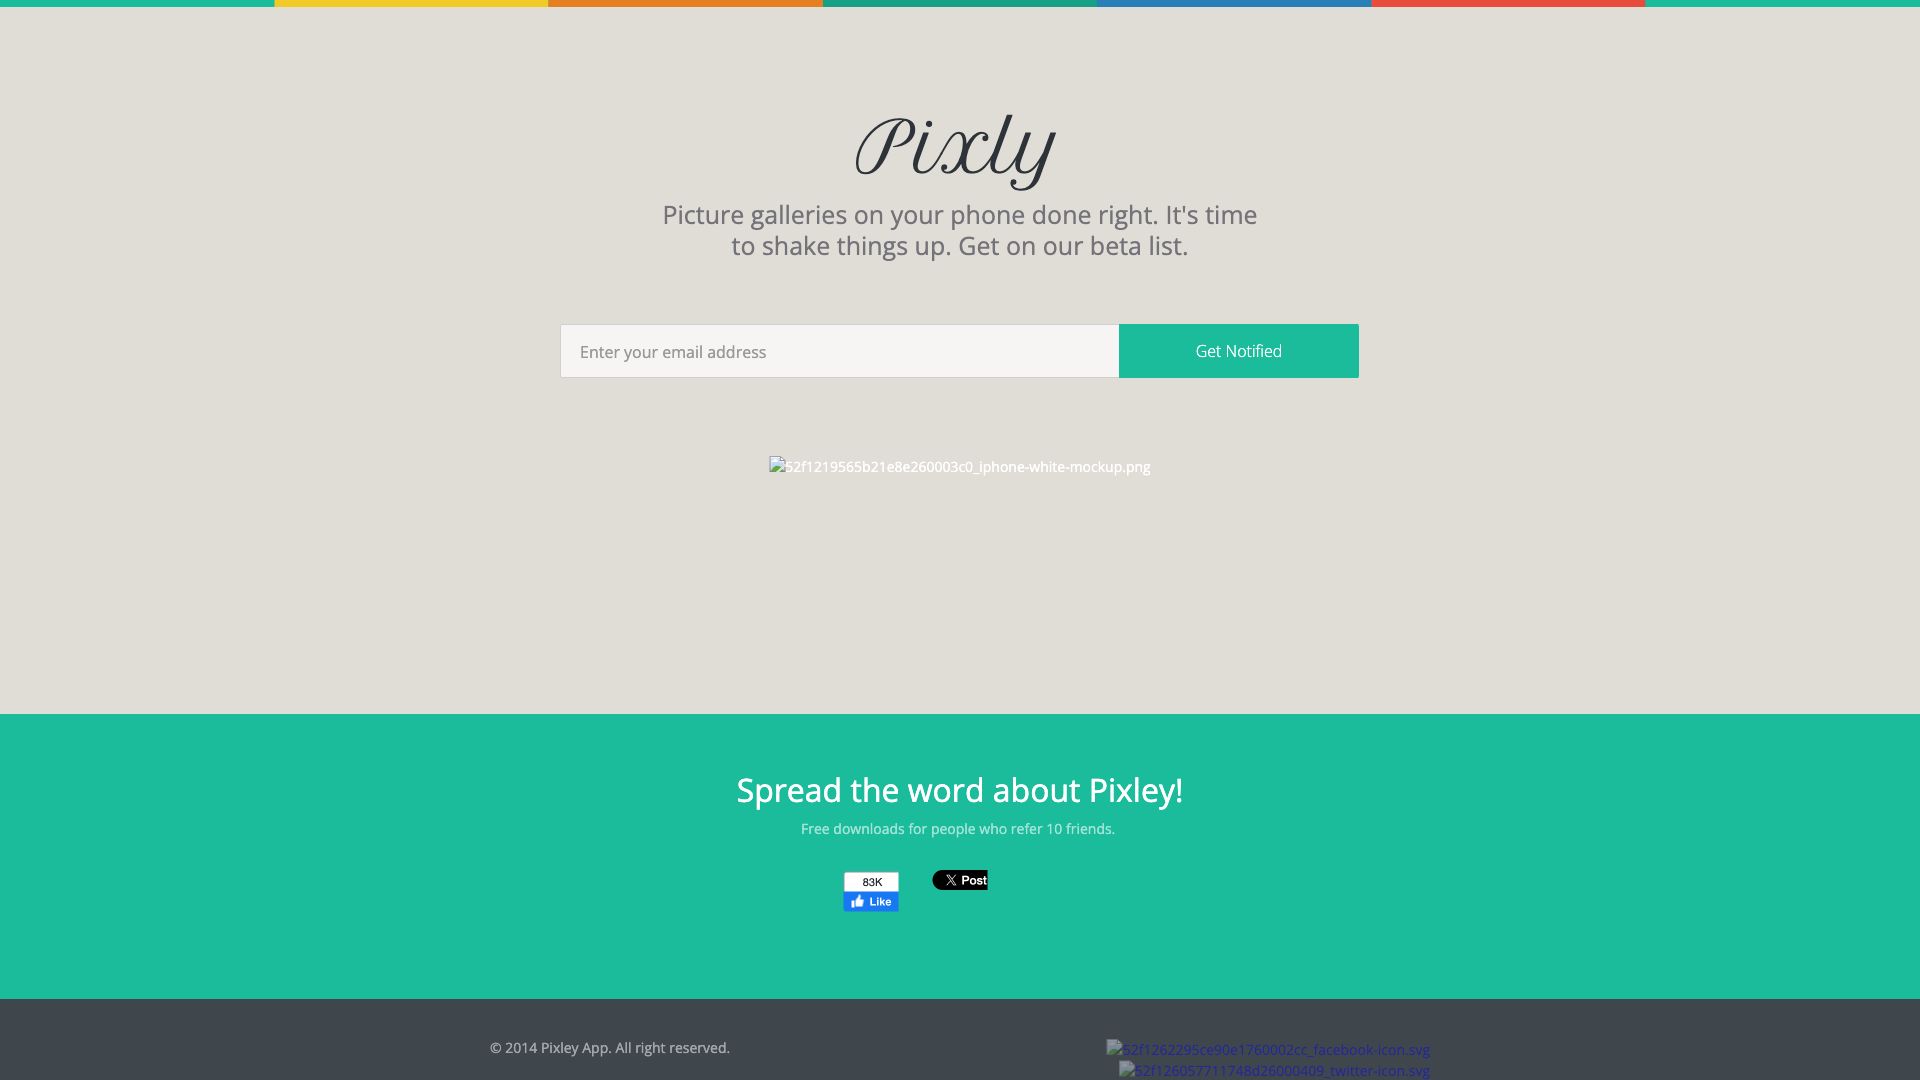 Pixly
Picture galleries on your phone done right. It's time
to shake things up. Get on our beta list.
Enter your email address
Get Notified
52f1219565b21e8e260003c0_iphone-white-mockup.png
Spread the word about Pixley!
Free downloads for people who refer 10 friends.
83K
Like
Post
© 2014 Pixley App. All right reserved.
52f1262295ce90e1760002cc_facebook-icon.svg
52f126057711748d26000409_twitter-icon.svg